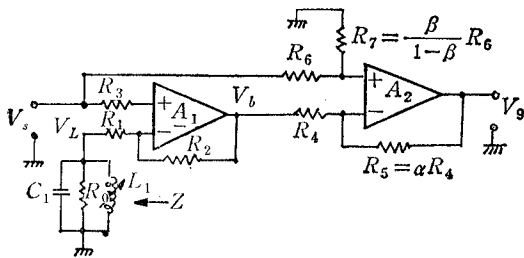 R₇ = β/(1−β) R₆
R₆
R₃
+
A₁
−
V_b
+
A₂
−
V₉
V_s
V_L
R₁
R₂
R₄
R₅=αR₄
C₁
R₀
L₁
← Z